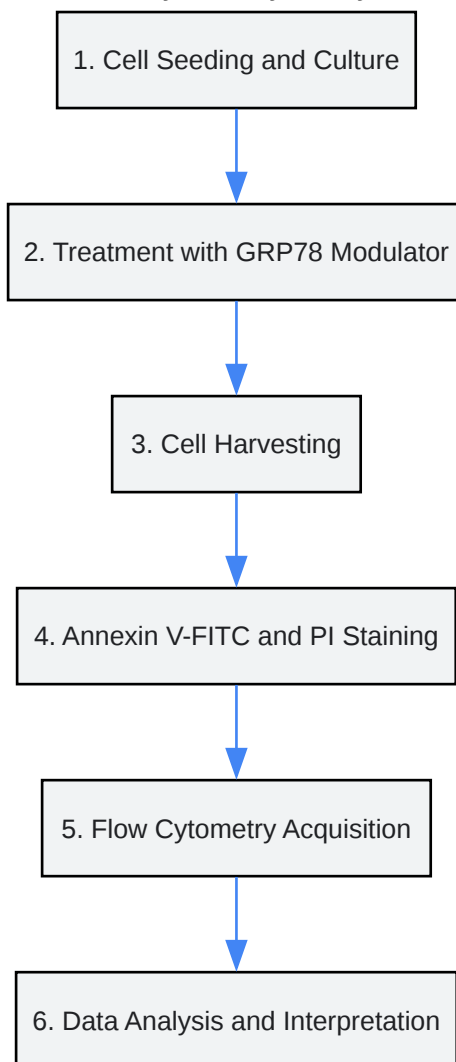 1. Cell Seeding and Culture
2. Treatment with GRP78 Modulator
3. Cell Harvesting
4. Annexin V-FITC and PI Staining
5. Flow Cytometry Acquisition
6. Data Analysis and Interpretation